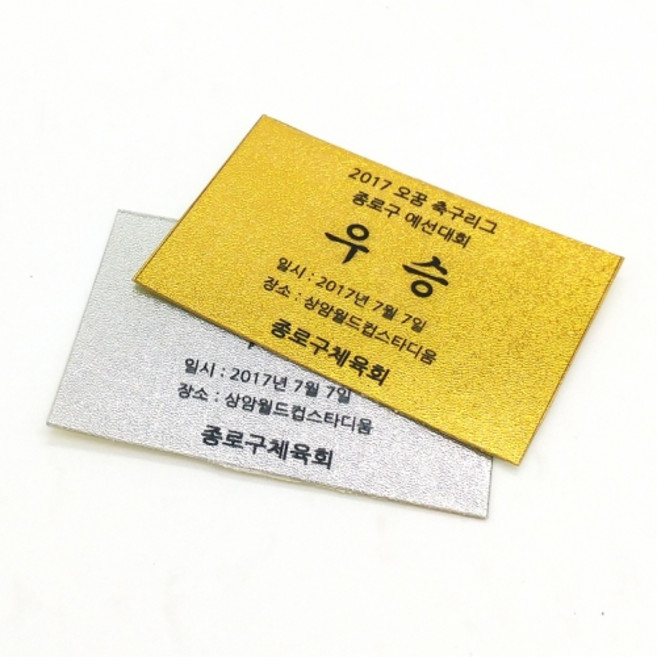 2017 오꿈 축구리그
종로구 예선대회
우 승
일시 : 2017년 7월 7일
장소 : 상암월드컵스타디움
종로구체육회
일시 : 2017년 7월 7일
장소 : 상암월드컵스타디움
종로구체육회